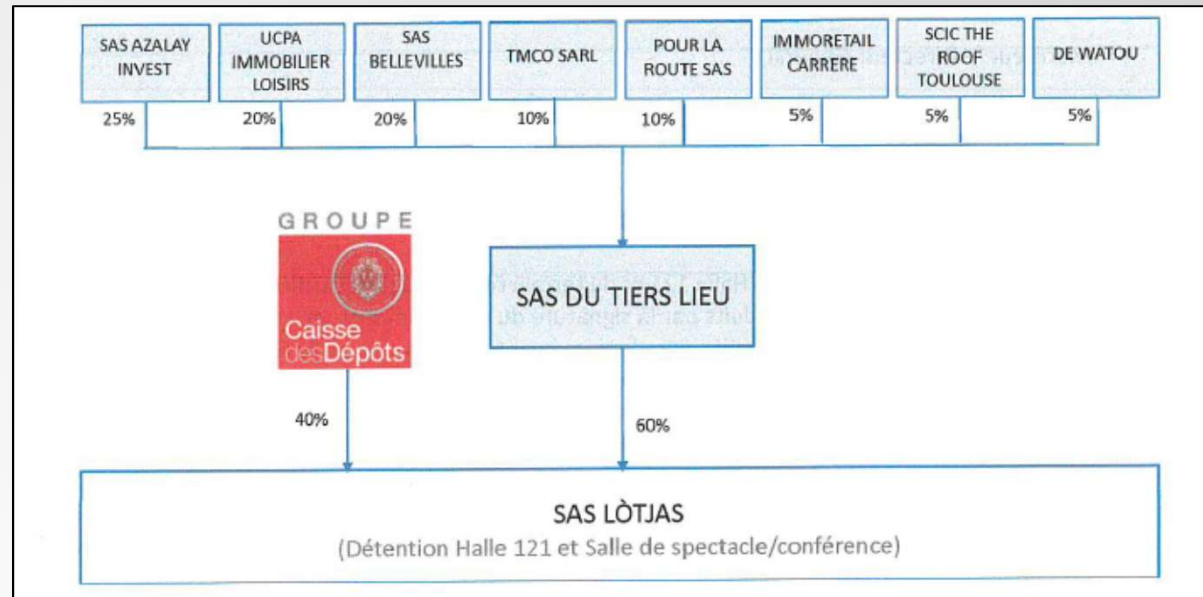 SAS AZALAY
INVEST
UCPA
IMMOBILIER
LOISIRS
SAS
BELLEVILLES
TMCO SARL
POUR LA
ROUTE SAS
IMMORETAIL
CARRERE
SCIC THE
ROOF
TOULOUSE
DE WATOU
25%
20%
20%
10%
10%
5%
5%
5%
GROUPE
Caisse
desDépôts
SAS DU TIERS LIEU
40%
60%
SAS LÒTJAS
(Détention Halle 121 et Salle de spectacle/conférence)